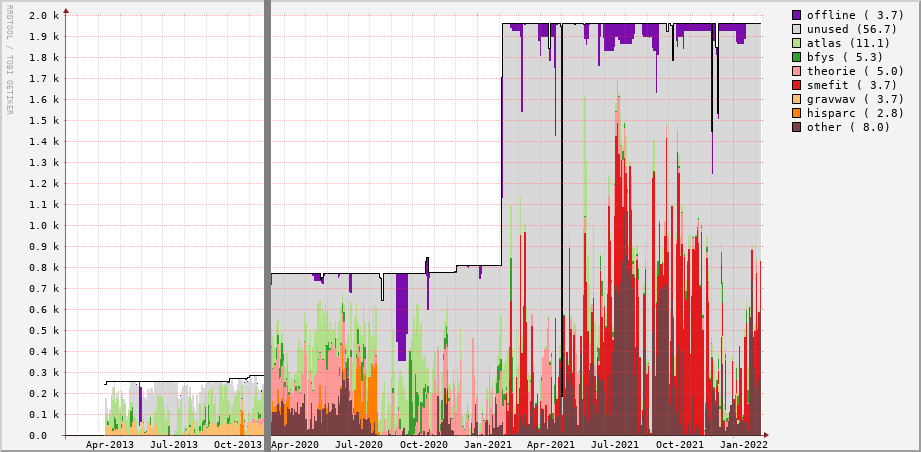 RRDTOOL / TOBI OETIKER
2.0 k
1.9 k
1.8 k
1.7 k
1.6 k
1.5 k
1.4 k
1.3 k
1.2 k
1.1 k
1.0 k
0.9 k
0.8 k
0.7 k
0.6 k
0.5 k
0.4 k
0.3 k
0.2 k
0.1 k
0.0
Apr-2013 Jul-2013 Oct-2013 Apr-2020 Jul-2020 Oct-2020 Jan-2021 Apr-2021 Jul-2021 Oct-2021 Jan-2022
offline ( 3.7)
unused (56.7)
atlas (11.1)
bfys ( 5.3)
theorie ( 5.0)
smefit ( 3.7)
gravwav ( 3.7)
hisparc ( 2.8)
other ( 8.0)